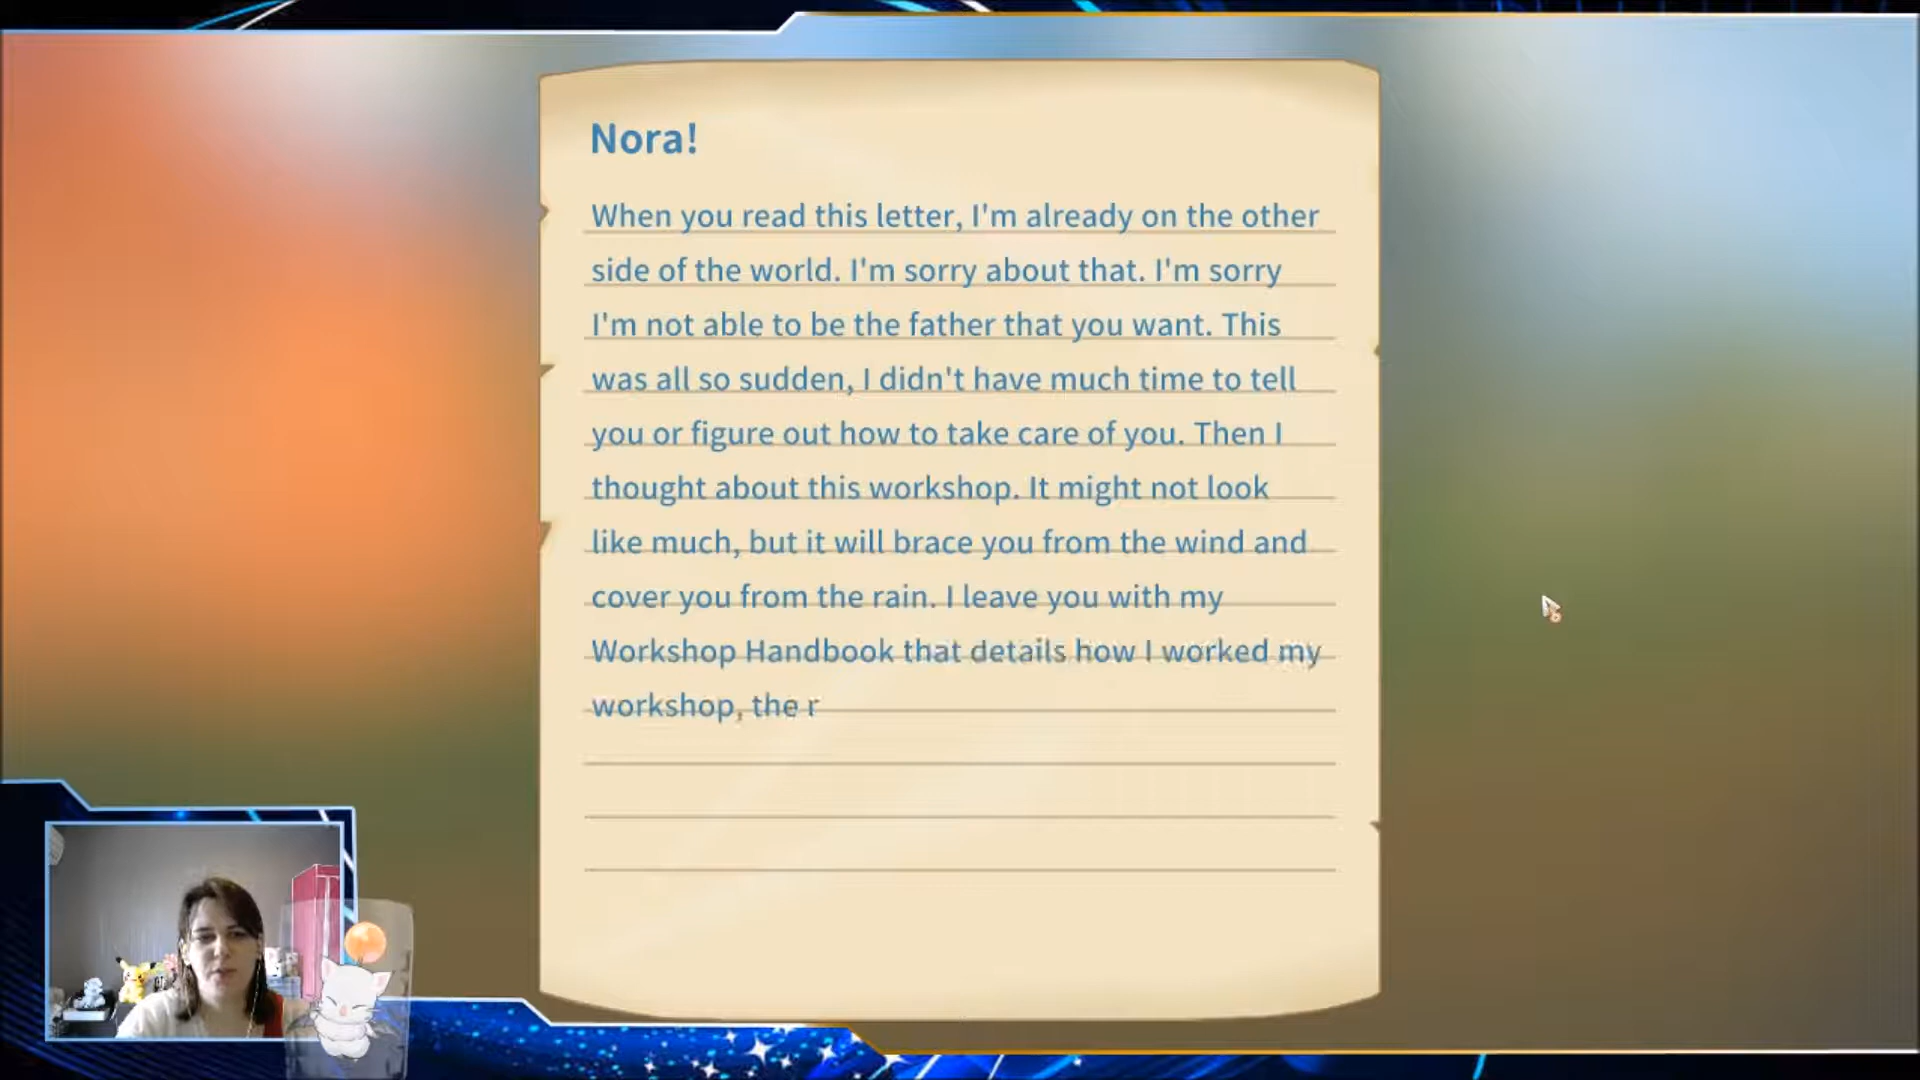 Nora!
When you read this letter, I'm already on the other
side of the world. I'm sorry about that. I'm sorry
I'm not able to be the father that you want. This
was all so sudden, I didn't have much time to tell
you or figure out how to take care of you. Then I
thought about this workshop. It might not look
like much, but it will brace you from the wind and
cover you from the rain. I leave you with my
Workshop Handbook that details how I worked my
workshop, the r